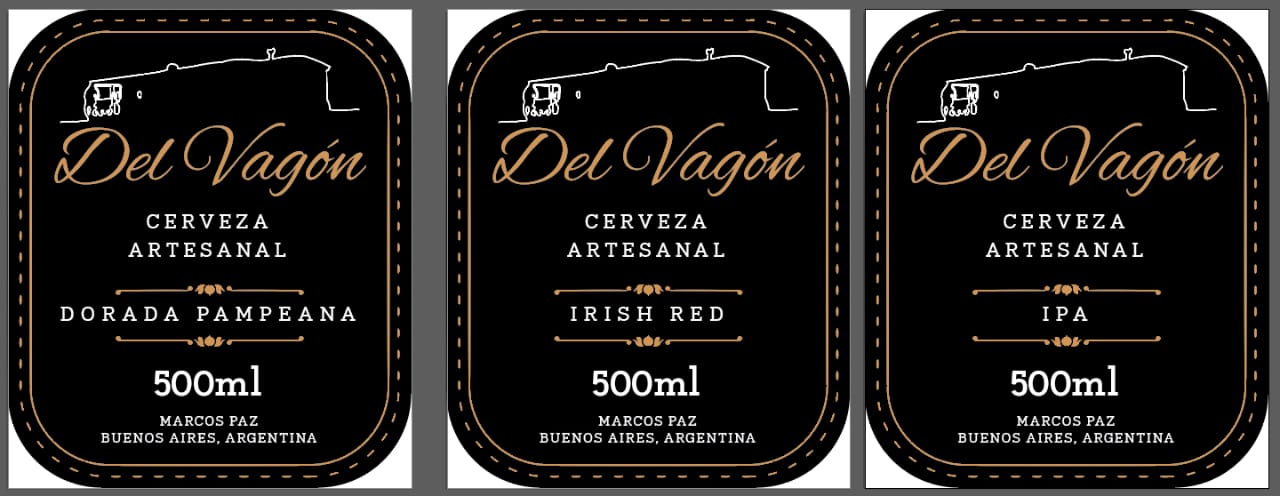 Del Vagón
CERVEZA
ARTESANAL
DORADA PAMPEANA
500ml
MARCOS PAZ
BUENOS AIRES, ARGENTINA
Del Vagón
CERVEZA
ARTESANAL
IRISH RED
500ml
MARCOS PAZ
BUENOS AIRES, ARGENTINA
Del Vagón
CERVEZA
ARTESANAL
IPA
500ml
MARCOS PAZ
BUENOS AIRES, ARGENTINA